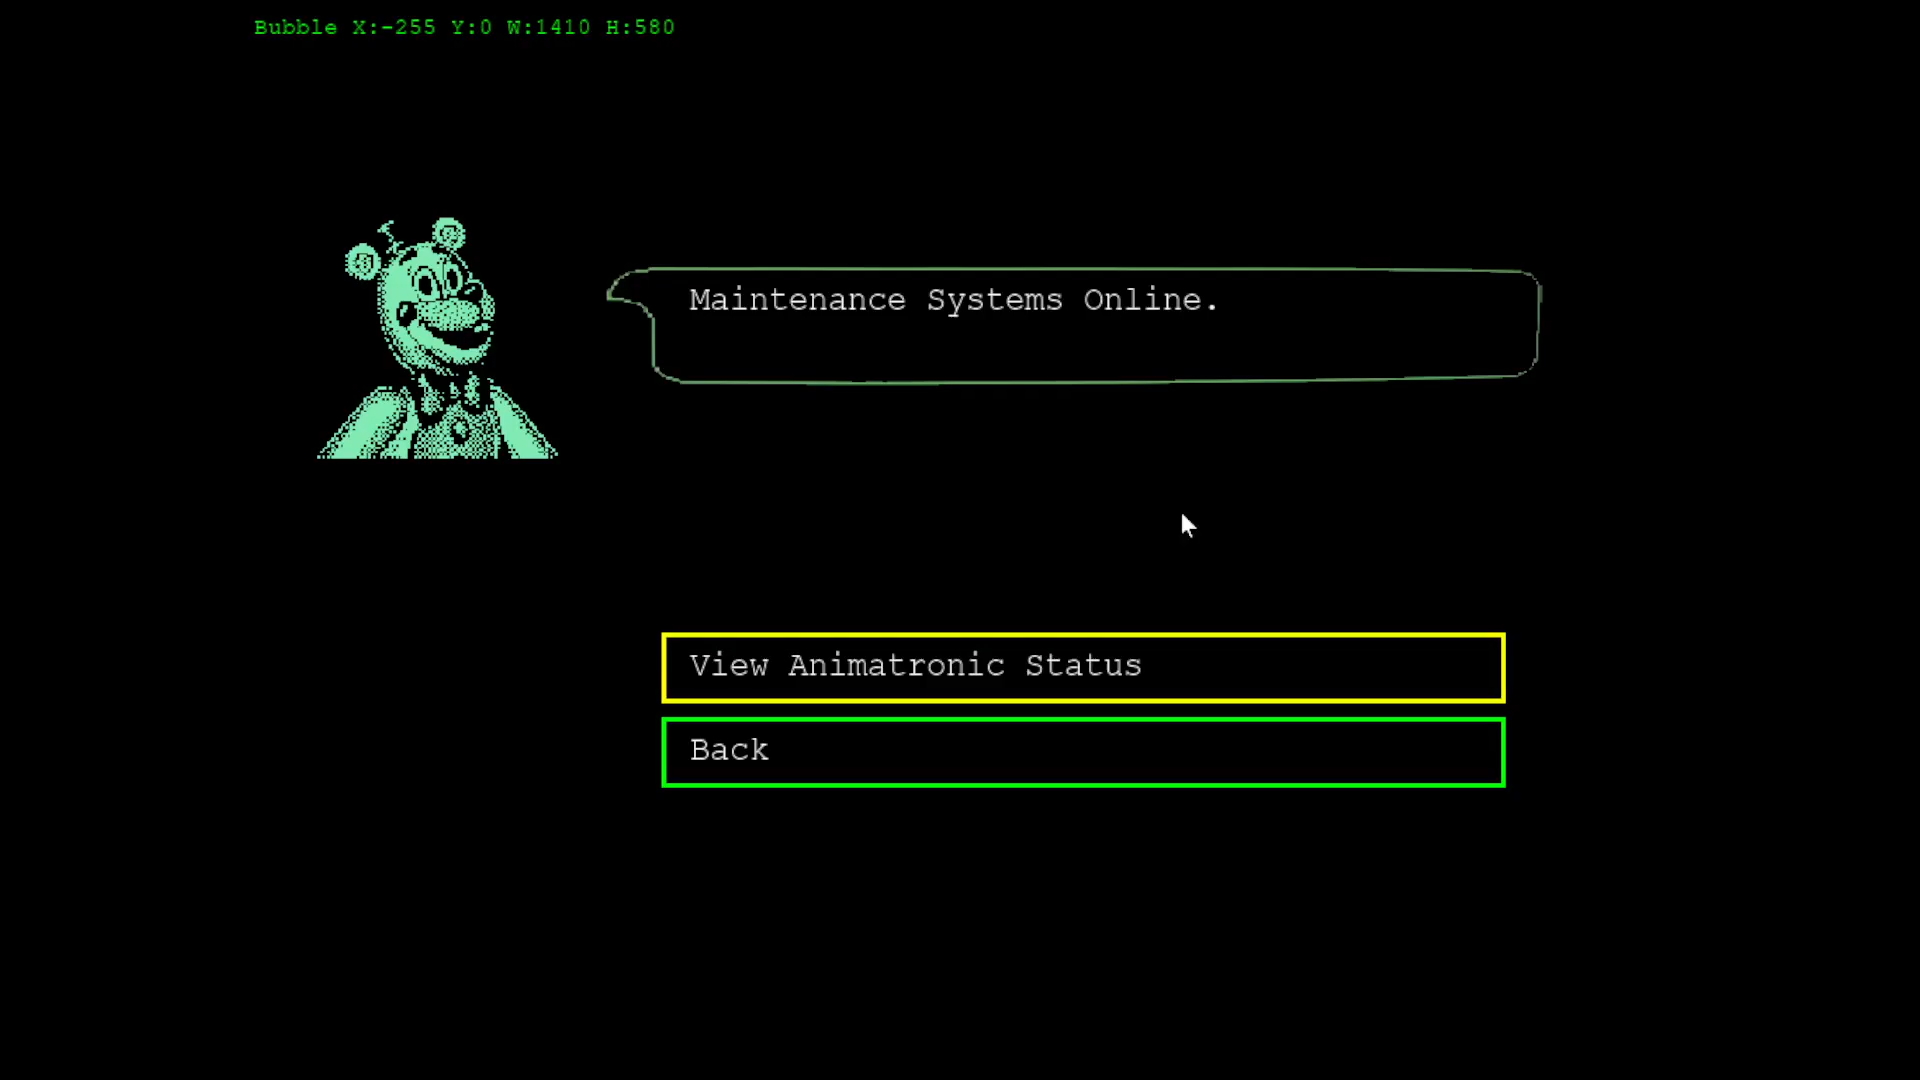 Bubble X:-255 Y:0 W:1410 H:580
Maintenance Systems Online.
View Animatronic Status
Back